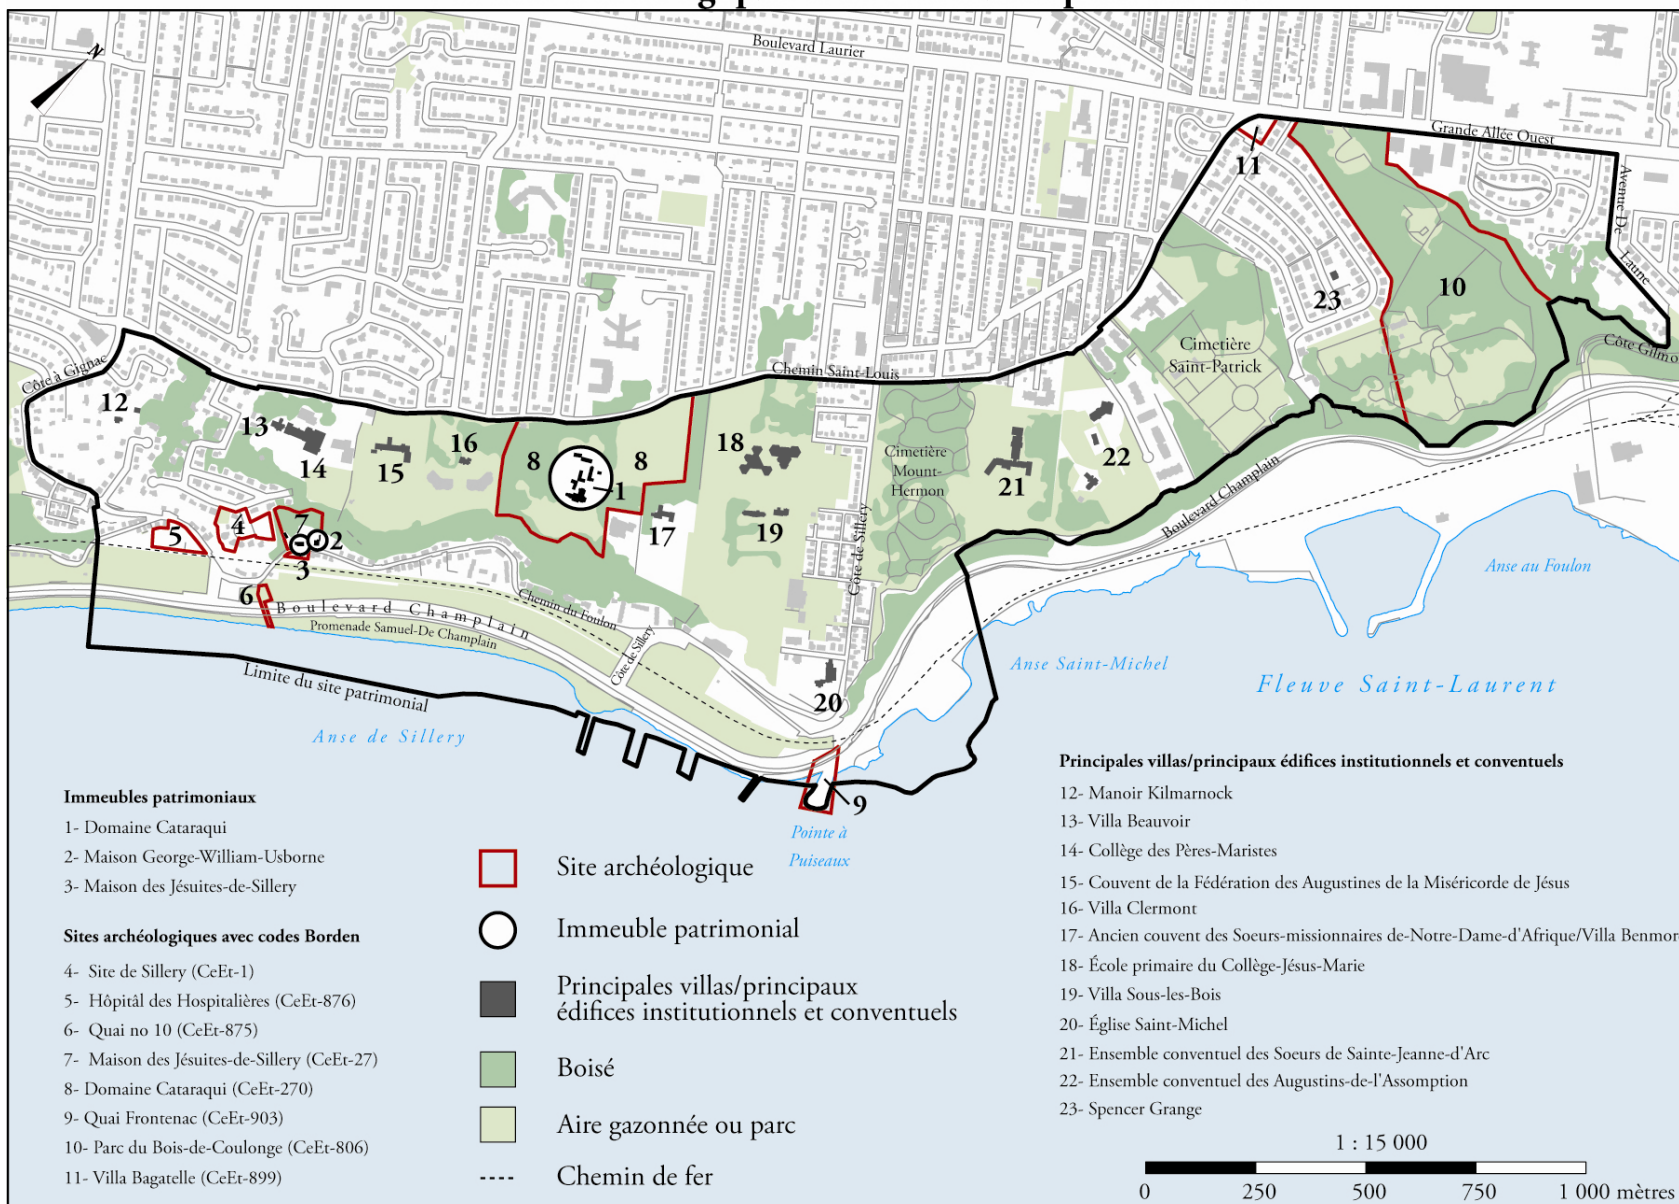 Boulevard Laurier
N
Grande Allée Ouest
11
Avenue De Laune
10
23
Cimetière
Saint-Patrick
Côte à Gignac
Chemin Saint-Louis
12
13
14
15
16
8
8
1
18
17
19
Cimetière
Mount-
Hermon
21
22
Côte de Sillery
Boulevard Champlain
5
4
7
2
3
6
Boulevard Champlain
Promenade Samuel-De Champlain
Chemin du Foulon
Côte de Sillery
20
Anse au Foulon
Anse Saint-Michel
Fleuve Saint-Laurent
Limite du site patrimonial
Anse de Sillery
9
Pointe à
Puiseaux
Immeubles patrimoniaux
1- Domaine Cataraqui
2- Maison George-William-Usborne
3- Maison des Jésuites-de-Sillery
Sites archéologiques avec codes Borden
4- Site de Sillery (CeEt-1)
5- Hôpitâl des Hospitalières (CeEt-876)
6- Quai no 10 (CeEt-875)
7- Maison des Jésuites-de-Sillery (CeEt-27)
8- Domaine Cataraqui (CeEt-270)
9- Quai Frontenac (CeEt-903)
10- Parc du Bois-de-Coulonge (CeEt-806)
11- Villa Bagatelle (CeEt-899)
Site archéologique
Immeuble patrimonial
Principales villas/principaux
édifices institutionnels et conventuels
Boisé
Aire gazonnée ou parc
Chemin de fer
Principales villas/principaux édifices institutionnels et conventuels
12- Manoir Kilmarnock
13- Villa Beauvoir
14- Collège des Pères-Maristes
15- Couvent de la Fédération des Augustines de la Miséricorde de Jésus
16- Villa Clermont
17- Ancien couvent des Soeurs-missionnaires de-Notre-Dame-d'Afrique/Villa Benmor
18- École primaire du Collège-Jésus-Marie
19- Villa Sous-les-Bois
20- Église Saint-Michel
21- Ensemble conventuel des Soeurs de Sainte-Jeanne-d'Arc
22- Ensemble conventuel des Augustins-de-l'Assomption
23- Spencer Grange
1 : 15 000
0 250 500 750 1 000 mètres